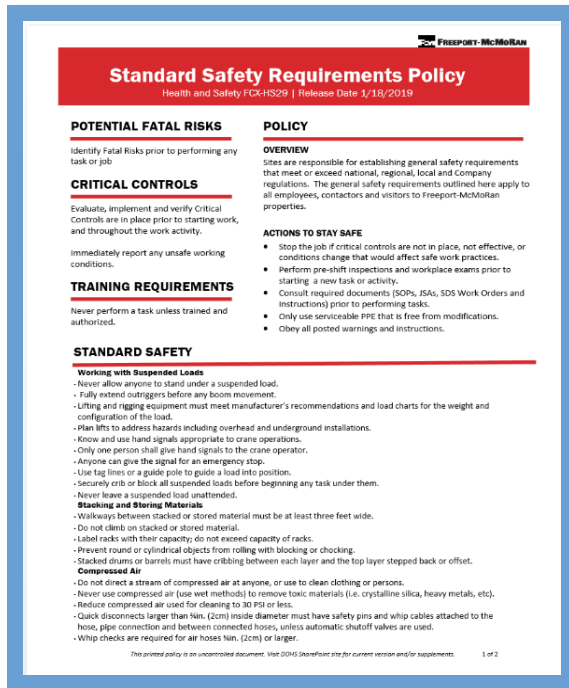 FCX FREEPORT-McMoRAN
Standard Safety Requirements Policy
Health and Safety FCX-HS29 | Release Date 1/18/2019
POTENTIAL FATAL RISKS
Identify Fatal Risks prior to performing any
task or job
CRITICAL CONTROLS
Evaluate, implement and verify Critical
Controls are in place prior to starting work,
and throughout the work activity.
Immediately report any unsafe working
conditions.
TRAINING REQUIREMENTS
Never perform a task unless trained and
authorized.
POLICY
OVERVIEW
Sites are responsible for establishing general safety requirements
that meet or exceed national, regional, local and Company
regulations. The general safety requirements outlined here apply to
all employees, contactors and visitors to Freeport-McMoRan
properties.
ACTIONS TO STAY SAFE
• Stop the job if critical controls are not in place, not effective, or
conditions change that would affect safe work practices.
• Perform pre-shift inspections and workplace exams prior to
starting a new task or activity.
• Consult required documents (SOPs, JSAs, SDS Work Orders and
Instructions) prior to performing tasks.
• Only use serviceable PPE that is free from modifications.
• Obey all posted warnings and instructions.
STANDARD SAFETY
Working with Suspended Loads
- Never allow anyone to stand under a suspended load.
- Fully extend outriggers before any boom movement.
- Lifting and rigging equipment must meet manufacturer's recommendations and load charts for the weight and
configuration of the load.
- Plan lifts to address hazards including overhead and underground installations.
- Know and use hand signals appropriate to crane operations.
- Only one person shall give hand signals to the crane operator.
- Anyone can give the signal for an emergency stop.
- Use tag lines or a guide pole to guide a load into position.
- Securely crib or block all suspended loads before beginning any task under them.
- Never leave a suspended load unattended.
Stacking and Storing Materials
- Walkways between stacked or stored material must be at least three feet wide.
- Do not climb on stacked or stored material.
- Label racks with their capacity; do not exceed capacity of racks.
- Prevent round or cylindrical objects from rolling with blocking or chocking.
- Stacked drums or barrels must have cribbing between each layer and the top layer stepped back or offset.
Compressed Air
- Do not direct a stream of compressed air at anyone, or use to clean clothing or persons.
- Never use compressed air (use wet methods) to remove toxic materials (i.e. crystalline silica, heavy metals, etc).
- Reduce compressed air used for cleaning to 30 PSI or less.
- Quick disconnects larger than ¾in. (2cm) inside diameter must have safety pins and whip cables attached to the
hose, pipe connection and between connected hoses, unless automatic shutoff valves are used.
- Whip checks are required for air hoses ¾in. (2cm) or larger.
This printed policy is an uncontrolled document. Visit DOHS SharePoint site for current version and/or supplements. 1 of 2